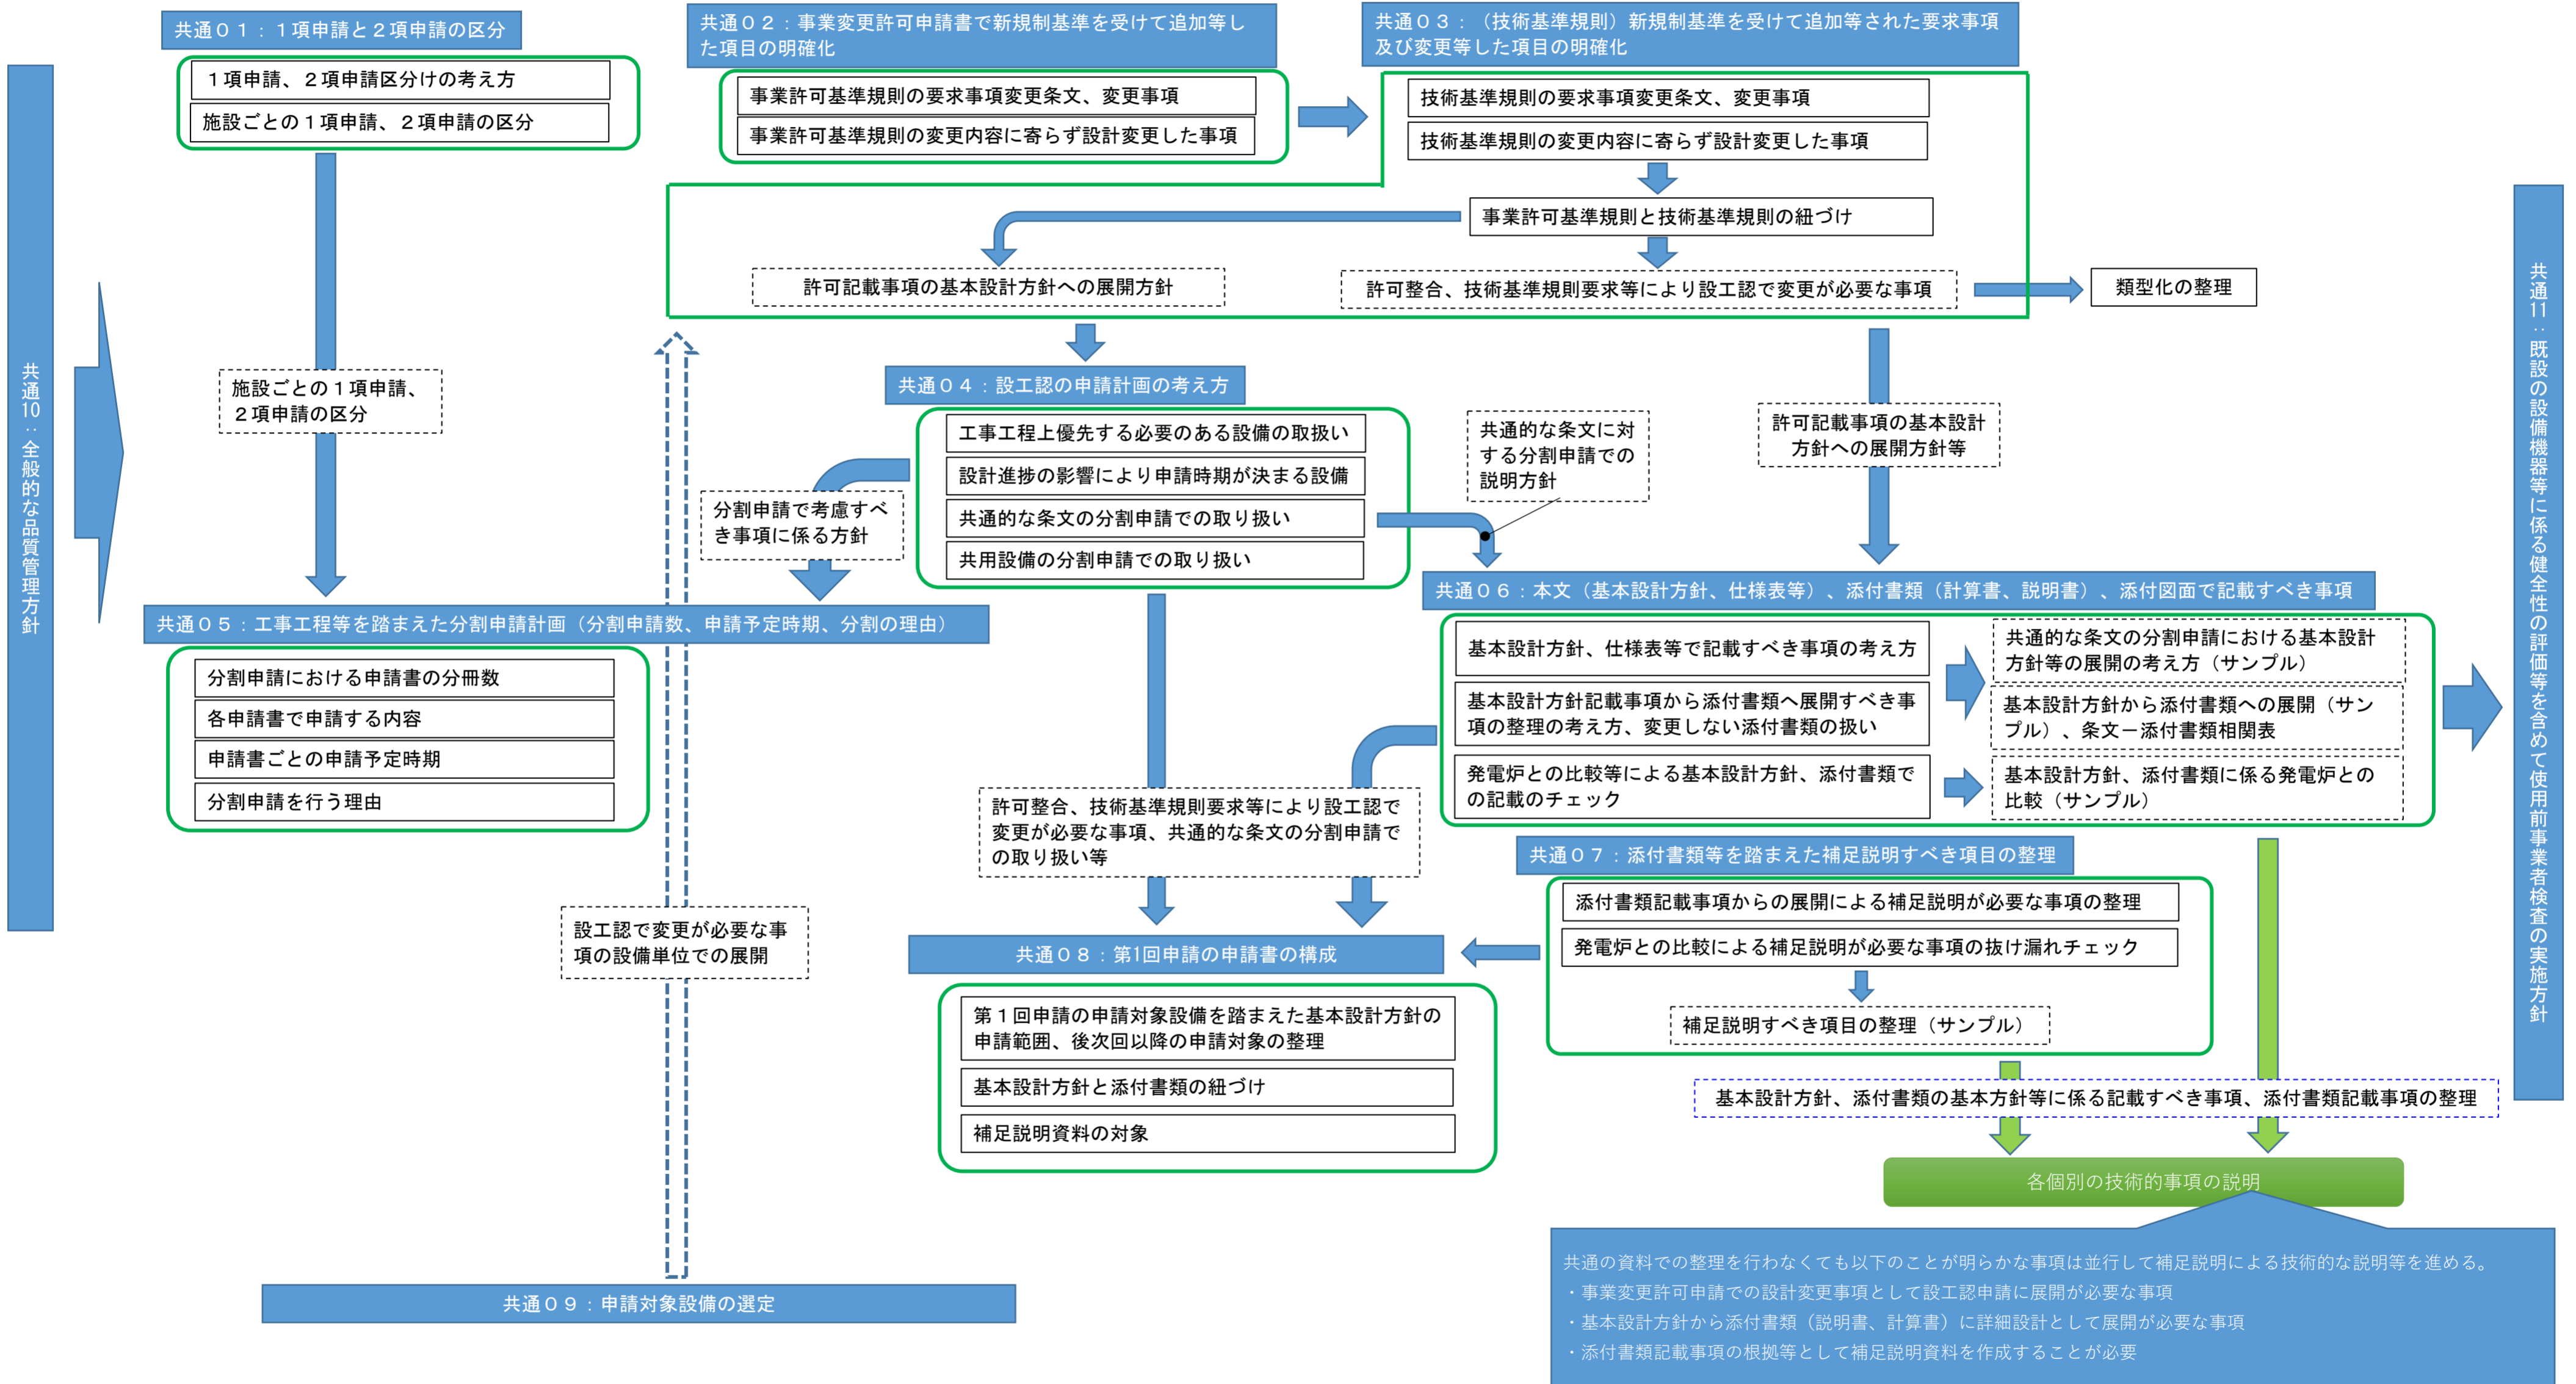 共通０１：１項申請と２項申請の区分
１項申請、２項申請区分けの考え方
施設ごとの１項申請、２項申請の区分
共通０２：事業変更許可申請書で新規制基準を受けて追加等し
た項目の明確化
事業許可基準規則の要求事項変更条文、変更事項
事業許可基準規則の変更内容に寄らず設計変更した事項
共通０３：（技術基準規則）新規制基準を受けて追加等された要求事項
及び変更等した項目の明確化
技術基準規則の要求事項変更条文、変更事項
技術基準規則の変更内容に寄らず設計変更した事項
事業許可基準規則と技術基準規則の紐づけ
許可記載事項の基本設計方針への展開方針
許可整合、技術基準規則要求等により設工認で変更が必要な事項
類型化の整理
共通10：全般的な品質管理方針
施設ごとの１項申請、
２項申請の区分
共通０４：設工認の申請計画の考え方
工事工程上優先する必要のある設備の取扱い
設計進捗の影響により申請時期が決まる設備
共通的な条文の分割申請での取り扱い
共用設備の分割申請での取り扱い
分割申請で考慮すべ
き事項に係る方針
共通的な条文に対
する分割申請での
説明方針
許可記載事項の基本設計
方針への展開方針等
共通０５：工事工程等を踏まえた分割申請計画（分割申請数、申請予定時期、分割の理由）
分割申請における申請書の分冊数
各申請書で申請する内容
申請書ごとの申請予定時期
分割申請を行う理由
共通０６：本文（基本設計方針、仕様表等）、添付書類（計算書、説明書）、添付図面で記載すべき事項
基本設計方針、仕様表等で記載すべき事項の考え方
基本設計方針記載事項から添付書類へ展開すべき事
項の整理の考え方、変更しない添付書類の扱い
発電炉との比較等による基本設計方針、添付書類で
の記載のチェック
共通的な条文の分割申請における基本設計
方針等の展開の考え方（サンプル）
基本設計方針から添付書類への展開（サン
プル）、条文－添付書類相関表
基本設計方針、添付書類に係る発電炉との
比較（サンプル）
共通11：既設の設備機器等に係る健全性の評価等を含めて使用前事業者検査の実施方針
許可整合、技術基準規則要求等により設工認で
変更が必要な事項、共通的な条文の分割申請で
の取り扱い等
共通０７：添付書類等を踏まえた補足説明すべき項目の整理
添付書類記載事項からの展開による補足説明が必要な事項の整理
発電炉との比較による補足説明が必要な事項の抜け漏れチェック
補足説明すべき項目の整理（サンプル）
設工認で変更が必要な事
項の設備単位での展開
共通０８：第1回申請の申請書の構成
第１回申請の申請対象設備を踏まえた基本設計方針の
申請範囲、後次回以降の申請対象の整理
基本設計方針と添付書類の紐づけ
補足説明資料の対象
基本設計方針、添付書類の基本方針等に係る記載すべき事項、添付書類記載事項の整理
各個別の技術的事項の説明
共通０９：申請対象設備の選定
共通の資料での整理を行わなくても以下のことが明らかな事項は並行して補足説明による技術的な説明等を進める。
・事業変更許可申請での設計変更事項として設工認申請に展開が必要な事項
・基本設計方針から添付書類（説明書、計算書）に詳細設計として展開が必要な事項
・添付書類記載事項の根拠等として補足説明資料を作成することが必要